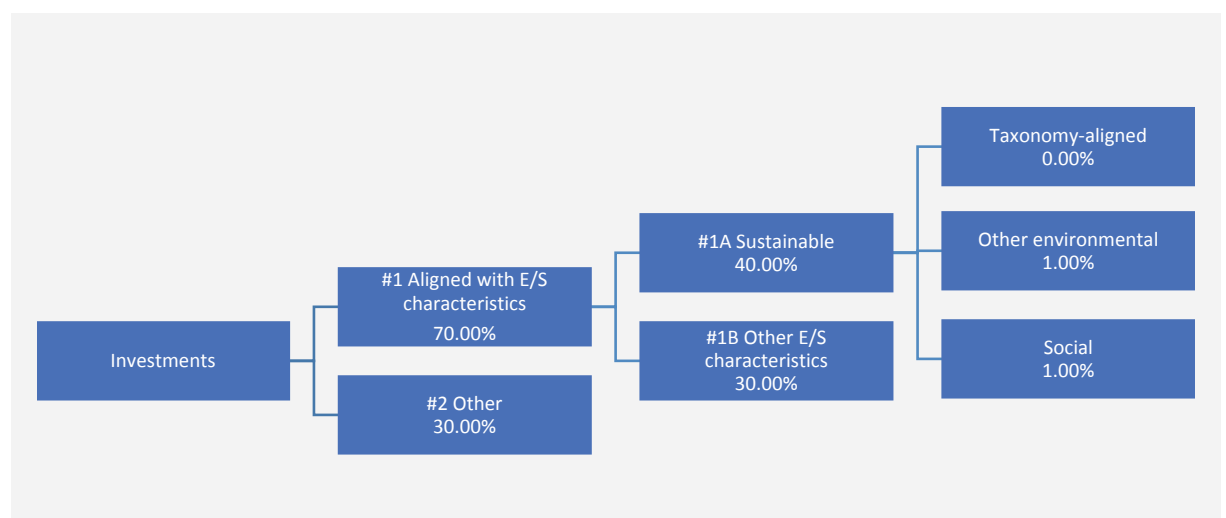 Investments
#1 Aligned with E/S
characteristics
70.00%
#2 Other
30.00%
#1A Sustainable
40.00%
#1B Other E/S
characteristics
30.00%
Taxonomy-aligned
0.00%
Other environmental
1.00%
Social
1.00%